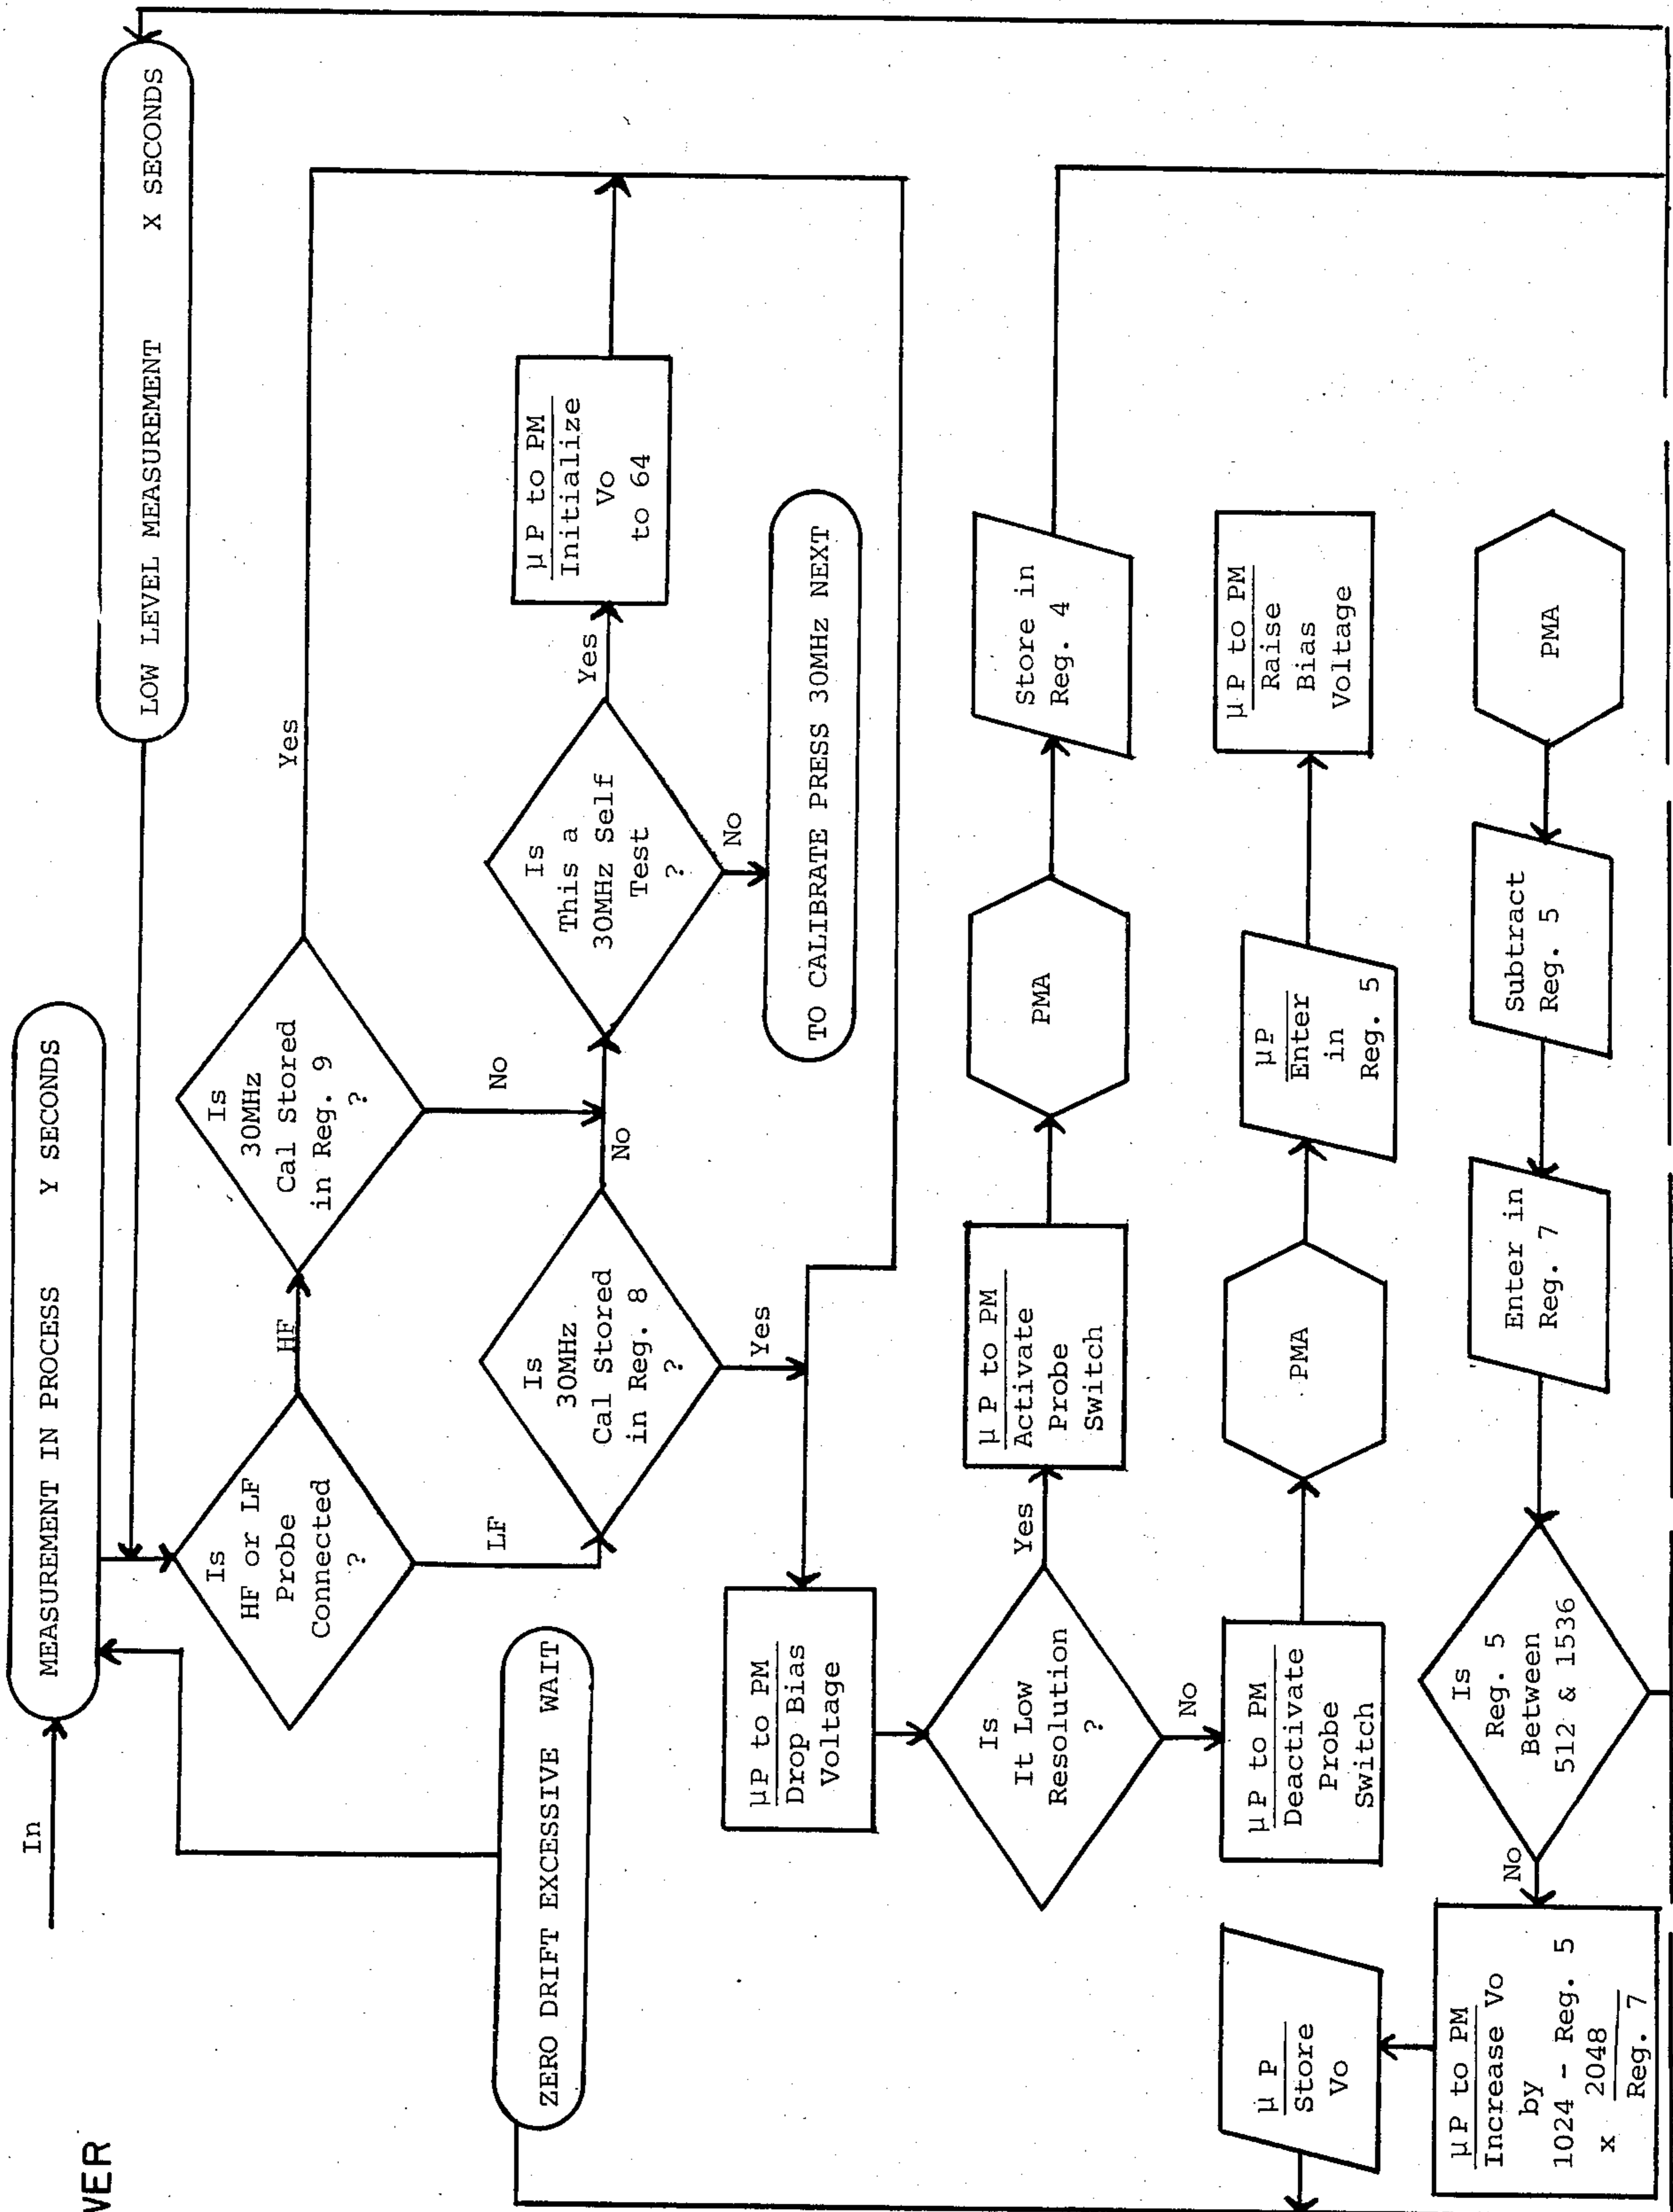 VER
In
MEASUREMENT IN PROCESS Y SECONDS
LOW LEVEL MEASUREMENT X SECONDS
Is
HF or LF
Probe
Connected
?
HF
LF
Is
30MHz
Cal Stored
in Reg. 9
?
Yes
No
Is
30MHz
Cal Stored
in Reg. 8
?
No
Yes
Is
This a
30MHz Self
Test
?
Yes
No
µP to PM
Initialize
Vo
to 64
TO CALIBRATE PRESS 30MHz NEXT
ZERO DRIFT EXCESSIVE WAIT
µP to PM
Drop Bias
Voltage
Is
It Low
Resolution
?
Yes
No
µP to PM
Activate
Probe
Switch
PMA
Store in
Reg. 4
µP to PM
Deactivate
Probe
Switch
PMA
µP
Enter
in
Reg. 5
µP to PM
Raise
Bias
Voltage
PMA
Subtract
Reg. 5
Enter in
Reg. 7
Is
Reg. 5
Between
512 & 1536
No
µP to PM
Increase Vo
by
1024 - Reg. 5
x 2048
Reg. 7
µP
Store
Vo